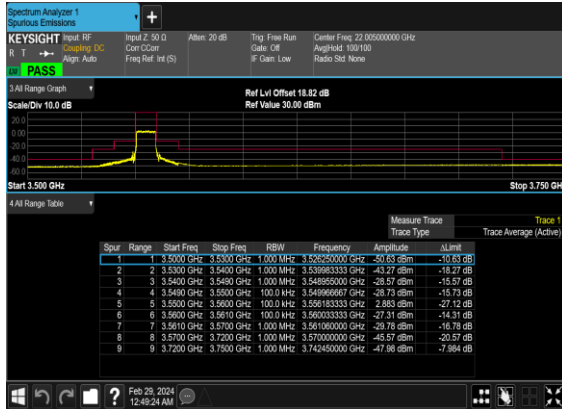 Spectrum Analyzer 1
Spurious Emissions
+
KEYSIGHT Input: RF Input Z: 50 Ω Atten: 20 dB Trig: Free Run Center Freq: 22.005000000 GHz
R T Coupling: DC Corr CCorr Gate: Off Avg|Hold: 100/100
Align: Auto Freq Ref: Int (S) IF Gain: Low Radio Std: None
PASS
3 All Range Graph Ref Lvl Offset 18.82 dB
Scale/Div 10.0 dB Ref Value 30.00 dBm
20.0
0.00
-20.0
-40.0
-60.0
Start 3.500 GHz Stop 3.750 GH
4 All Range Table
Measure Trace Trace 1
Trace Type Trace Average (Active)
Spur Range Start Freq Stop Freq RBW Frequency Amplitude ΔLimit
1 1 3.5000 GHz 3.5300 GHz 1.000 MHz 3.526250000 GHz -50.63 dBm -10.63 dB
2 2 3.5300 GHz 3.5400 GHz 1.000 MHz 3.539983333 GHz -43.27 dBm -18.27 dB
3 3 3.5400 GHz 3.5490 GHz 1.000 MHz 3.548955000 GHz -28.57 dBm -15.57 dB
4 4 3.5490 GHz 3.5500 GHz 100.0 kHz 3.549966667 GHz -28.73 dBm -15.73 dB
5 5 3.5500 GHz 3.5600 GHz 100.0 kHz 3.556183333 GHz 2.883 dBm -27.12 dB
6 6 3.5600 GHz 3.5610 GHz 100.0 kHz 3.560033333 GHz -27.31 dBm -14.31 dB
7 7 3.5610 GHz 3.5700 GHz 1.000 MHz 3.561060000 GHz -29.78 dBm -16.78 dB
8 8 3.5700 GHz 3.7200 GHz 1.000 MHz 3.570000000 GHz -45.57 dBm -20.57 dB
9 9 3.7200 GHz 3.7500 GHz 1.000 MHz 3.742450000 GHz -47.98 dBm -7.984 dB
? Feb 29, 2024
12:49:24 AM